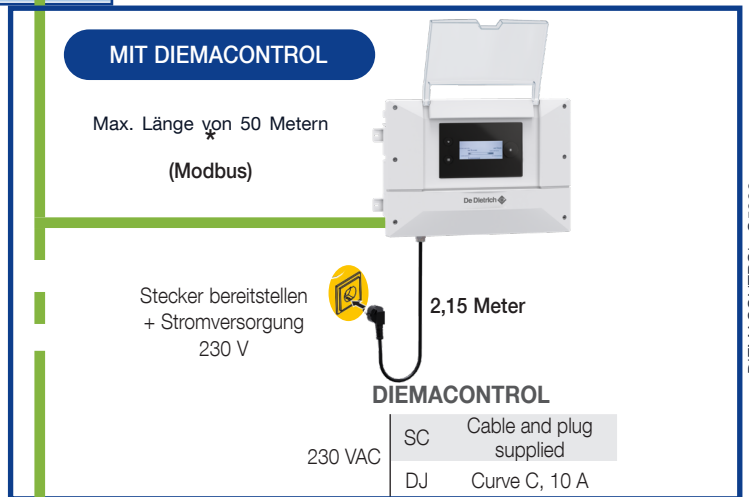 MIT DIEMACONTROL
Max. Länge von 50 Metern
*
(Modbus)
De Dietrich
Stecker bereitstellen
+ Stromversorgung
230 V
2,15 Meter
DIEMACONTROL
230 VAC
SC Cable and plug
supplied
DJ Curve C, 10 A